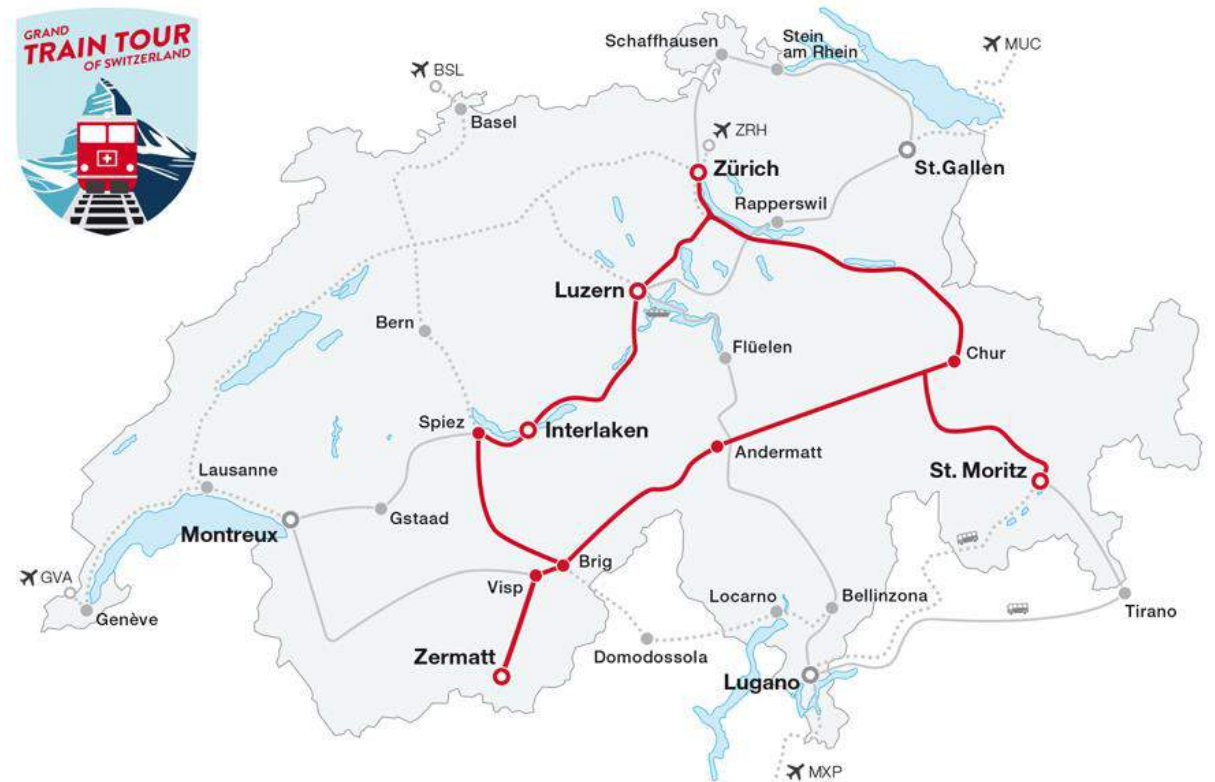 GRAND
TRAIN TOUR
OF SWITZERLAND
Schaffhausen
Stein
am Rhein
MUC
BSL
Basel
ZRH
Zürich
St.Gallen
Rapperswil
Luzern
Bern
Flüelen
Chur
Spiez
Interlaken
Andermatt
St. Moritz
Lausanne
Gstaad
Montreux
Brig
Visp
GVA
Genève
Locarno
Bellinzona
Tirano
Zermatt
Domodossola
Lugano
MXP